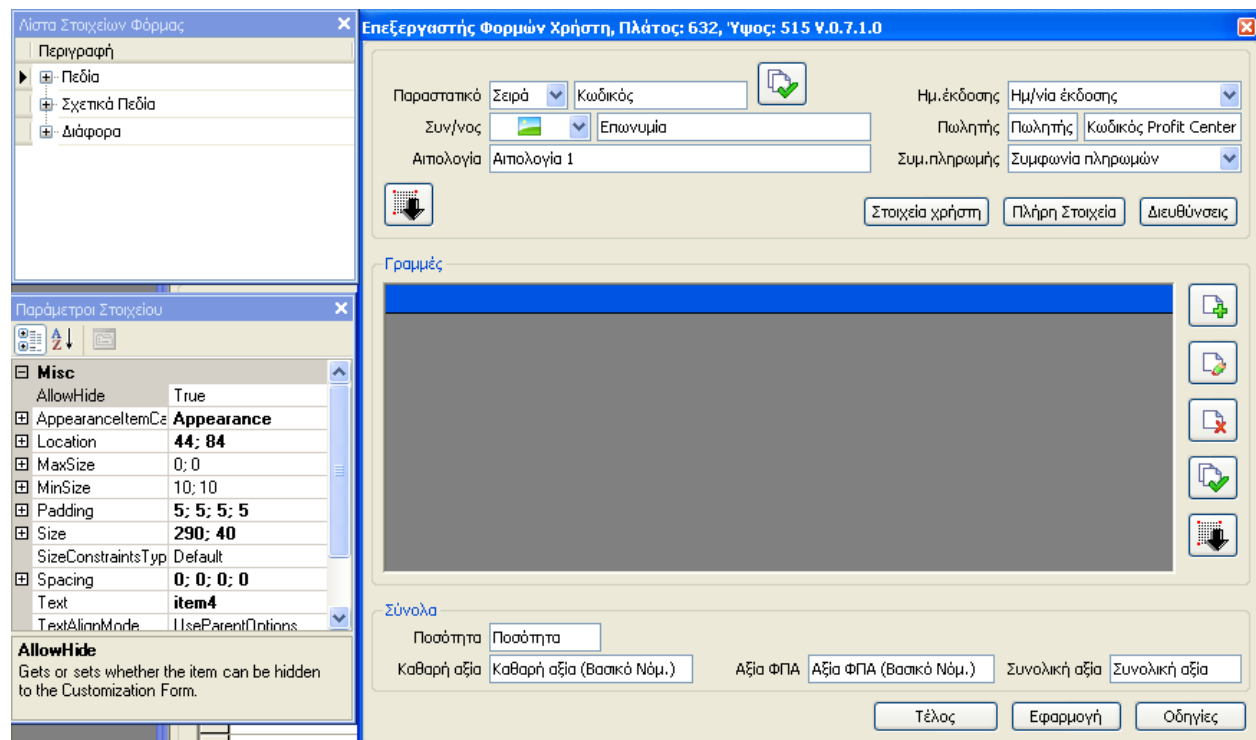 Λίστα Στοιχείων Φόρμας
Περιγραφή
Πεδία
Σχετικά Πεδία
Διάφορα
Παράμετροι Στοιχείου
Misc
AllowHide True
AppearanceItemCa Appearance
Location 44; 84
MaxSize 0; 0
MinSize 10; 10
Padding 5; 5; 5; 5
Size 290; 40
SizeConstraintsTyp Default
Spacing 0; 0; 0; 0
Text item4
TextAlignMode UseParentOptions
AllowHide
Gets or sets whether the item can be hidden
to the Customization Form.
Επεξεργαστής Φορμών Χρήστη, Πλάτος: 632, Ύψος: 515 V.0.7.1.0
Παραστατικό Σειρά Κωδικός Ημ.έκδοσης Ημ/νία έκδοσης
Συν/νος Επωνυμία Πωλητής Πωλητής Κωδικός Profit Center
Αιτιολογία Αιτιολογία 1 Συμ.πληρωμής Συμφωνία πληρωμών
Στοιχεία χρήστη Πλήρη Στοιχεία Διευθύνσεις
Γραμμές
Σύνολα
Ποσότητα Ποσότητα
Καθαρή αξία Καθαρή αξία (Βασικό Νόμ.) Αξία ΦΠΑ Αξία ΦΠΑ (Βασικό Νόμ.) Συνολική αξία Συνολική αξία
Τέλος Εφαρμογή Οδηγίες